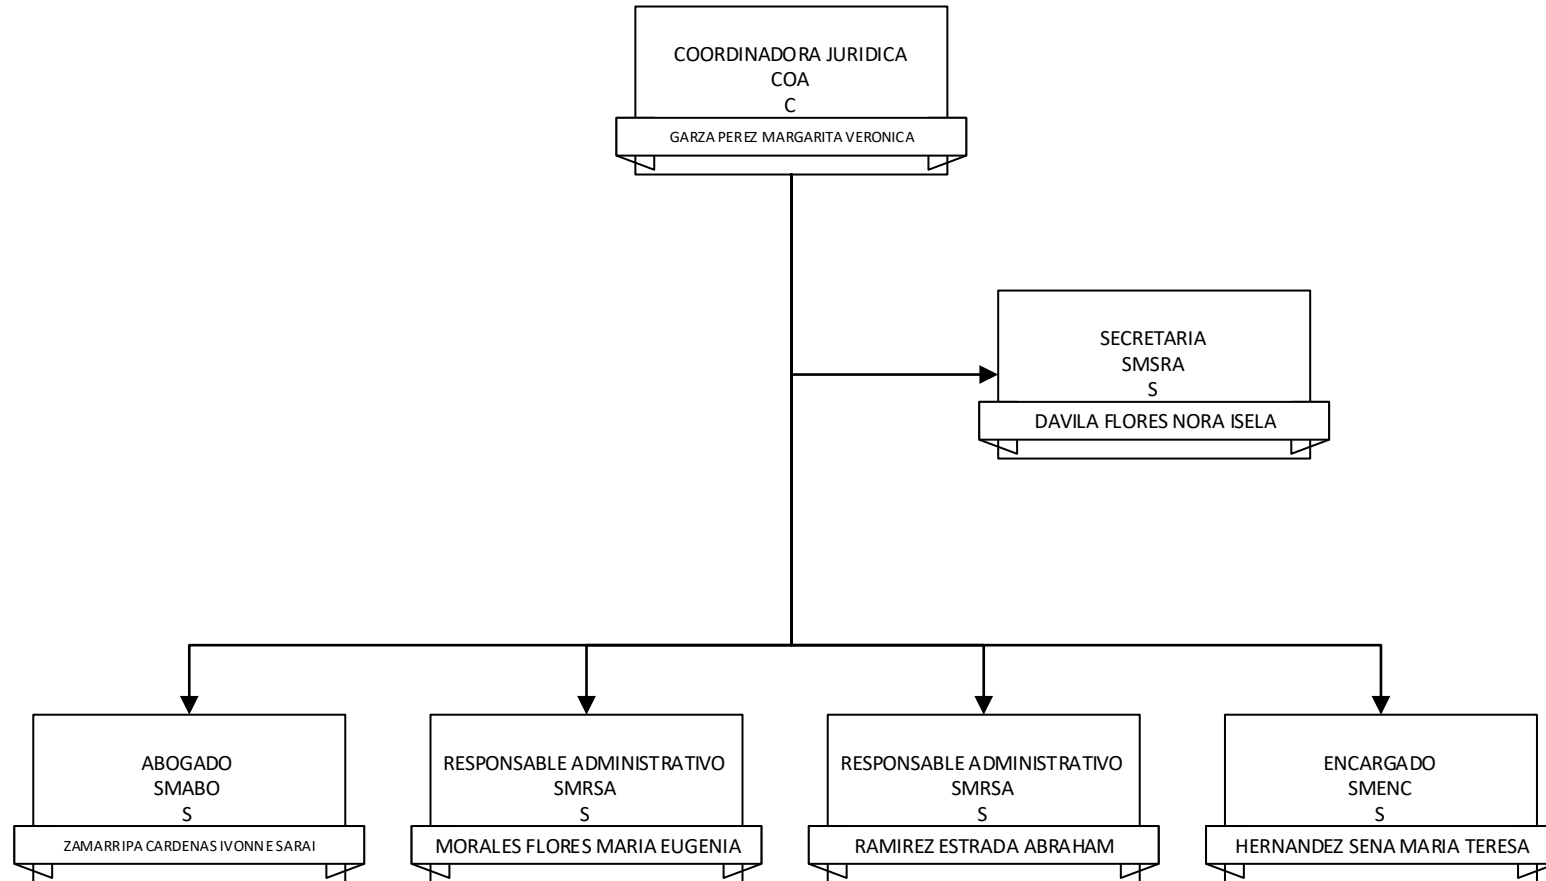 COORDINADORA JURIDICA
COA
C
GARZA PEREZ MARGARITA VERONICA
SECRETARIA
SMSRA
S
DAVILA FLORES NORA ISELA
ABOGADO
SMABO
S
ZAMARRIPA CARDENAS IVONNE SARAI
RESPONSABLE ADMINISTRATIVO
SMRSA
S
MORALES FLORES MARIA EUGENIA
RESPONSABLE ADMINISTRATIVO
SMRSA
S
RAMIREZ ESTRADA ABRAHAM
ENCARGADO
SMENC
S
HERNANDEZ SENA MARIA TERESA